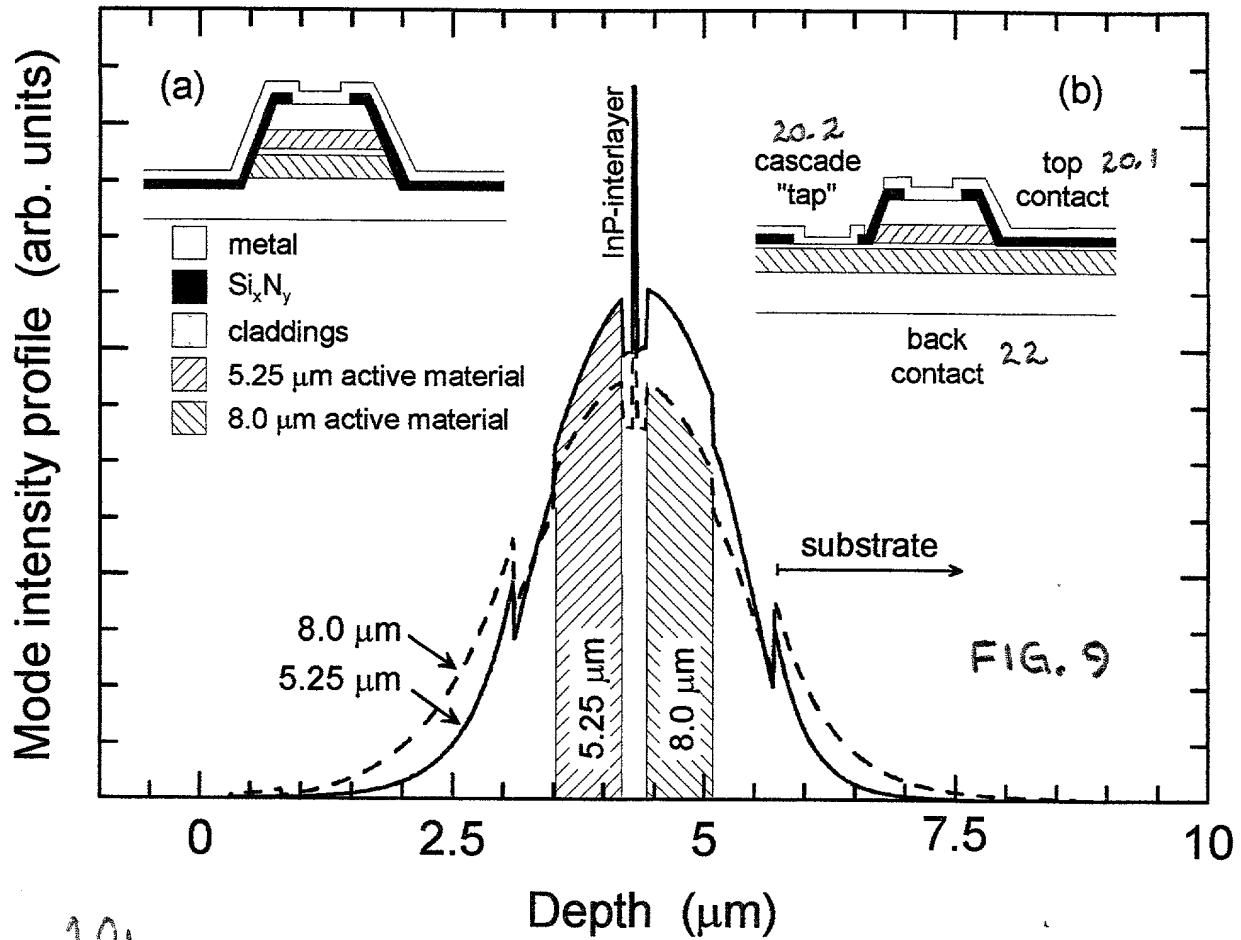 Mode intensity profile (arb. units)
(a)
metal
SixNy
claddings
5.25 μm active material
8.0 μm active material
InP-interlayer
(b)
20.2
cascade
"tap"
top 20.1
contact
back
contact 22
substrate
8.0 μm
5.25 μm
5.25 μm
8.0 μm
FIG. 9
0 2.5 5 7.5 10
Depth (μm)